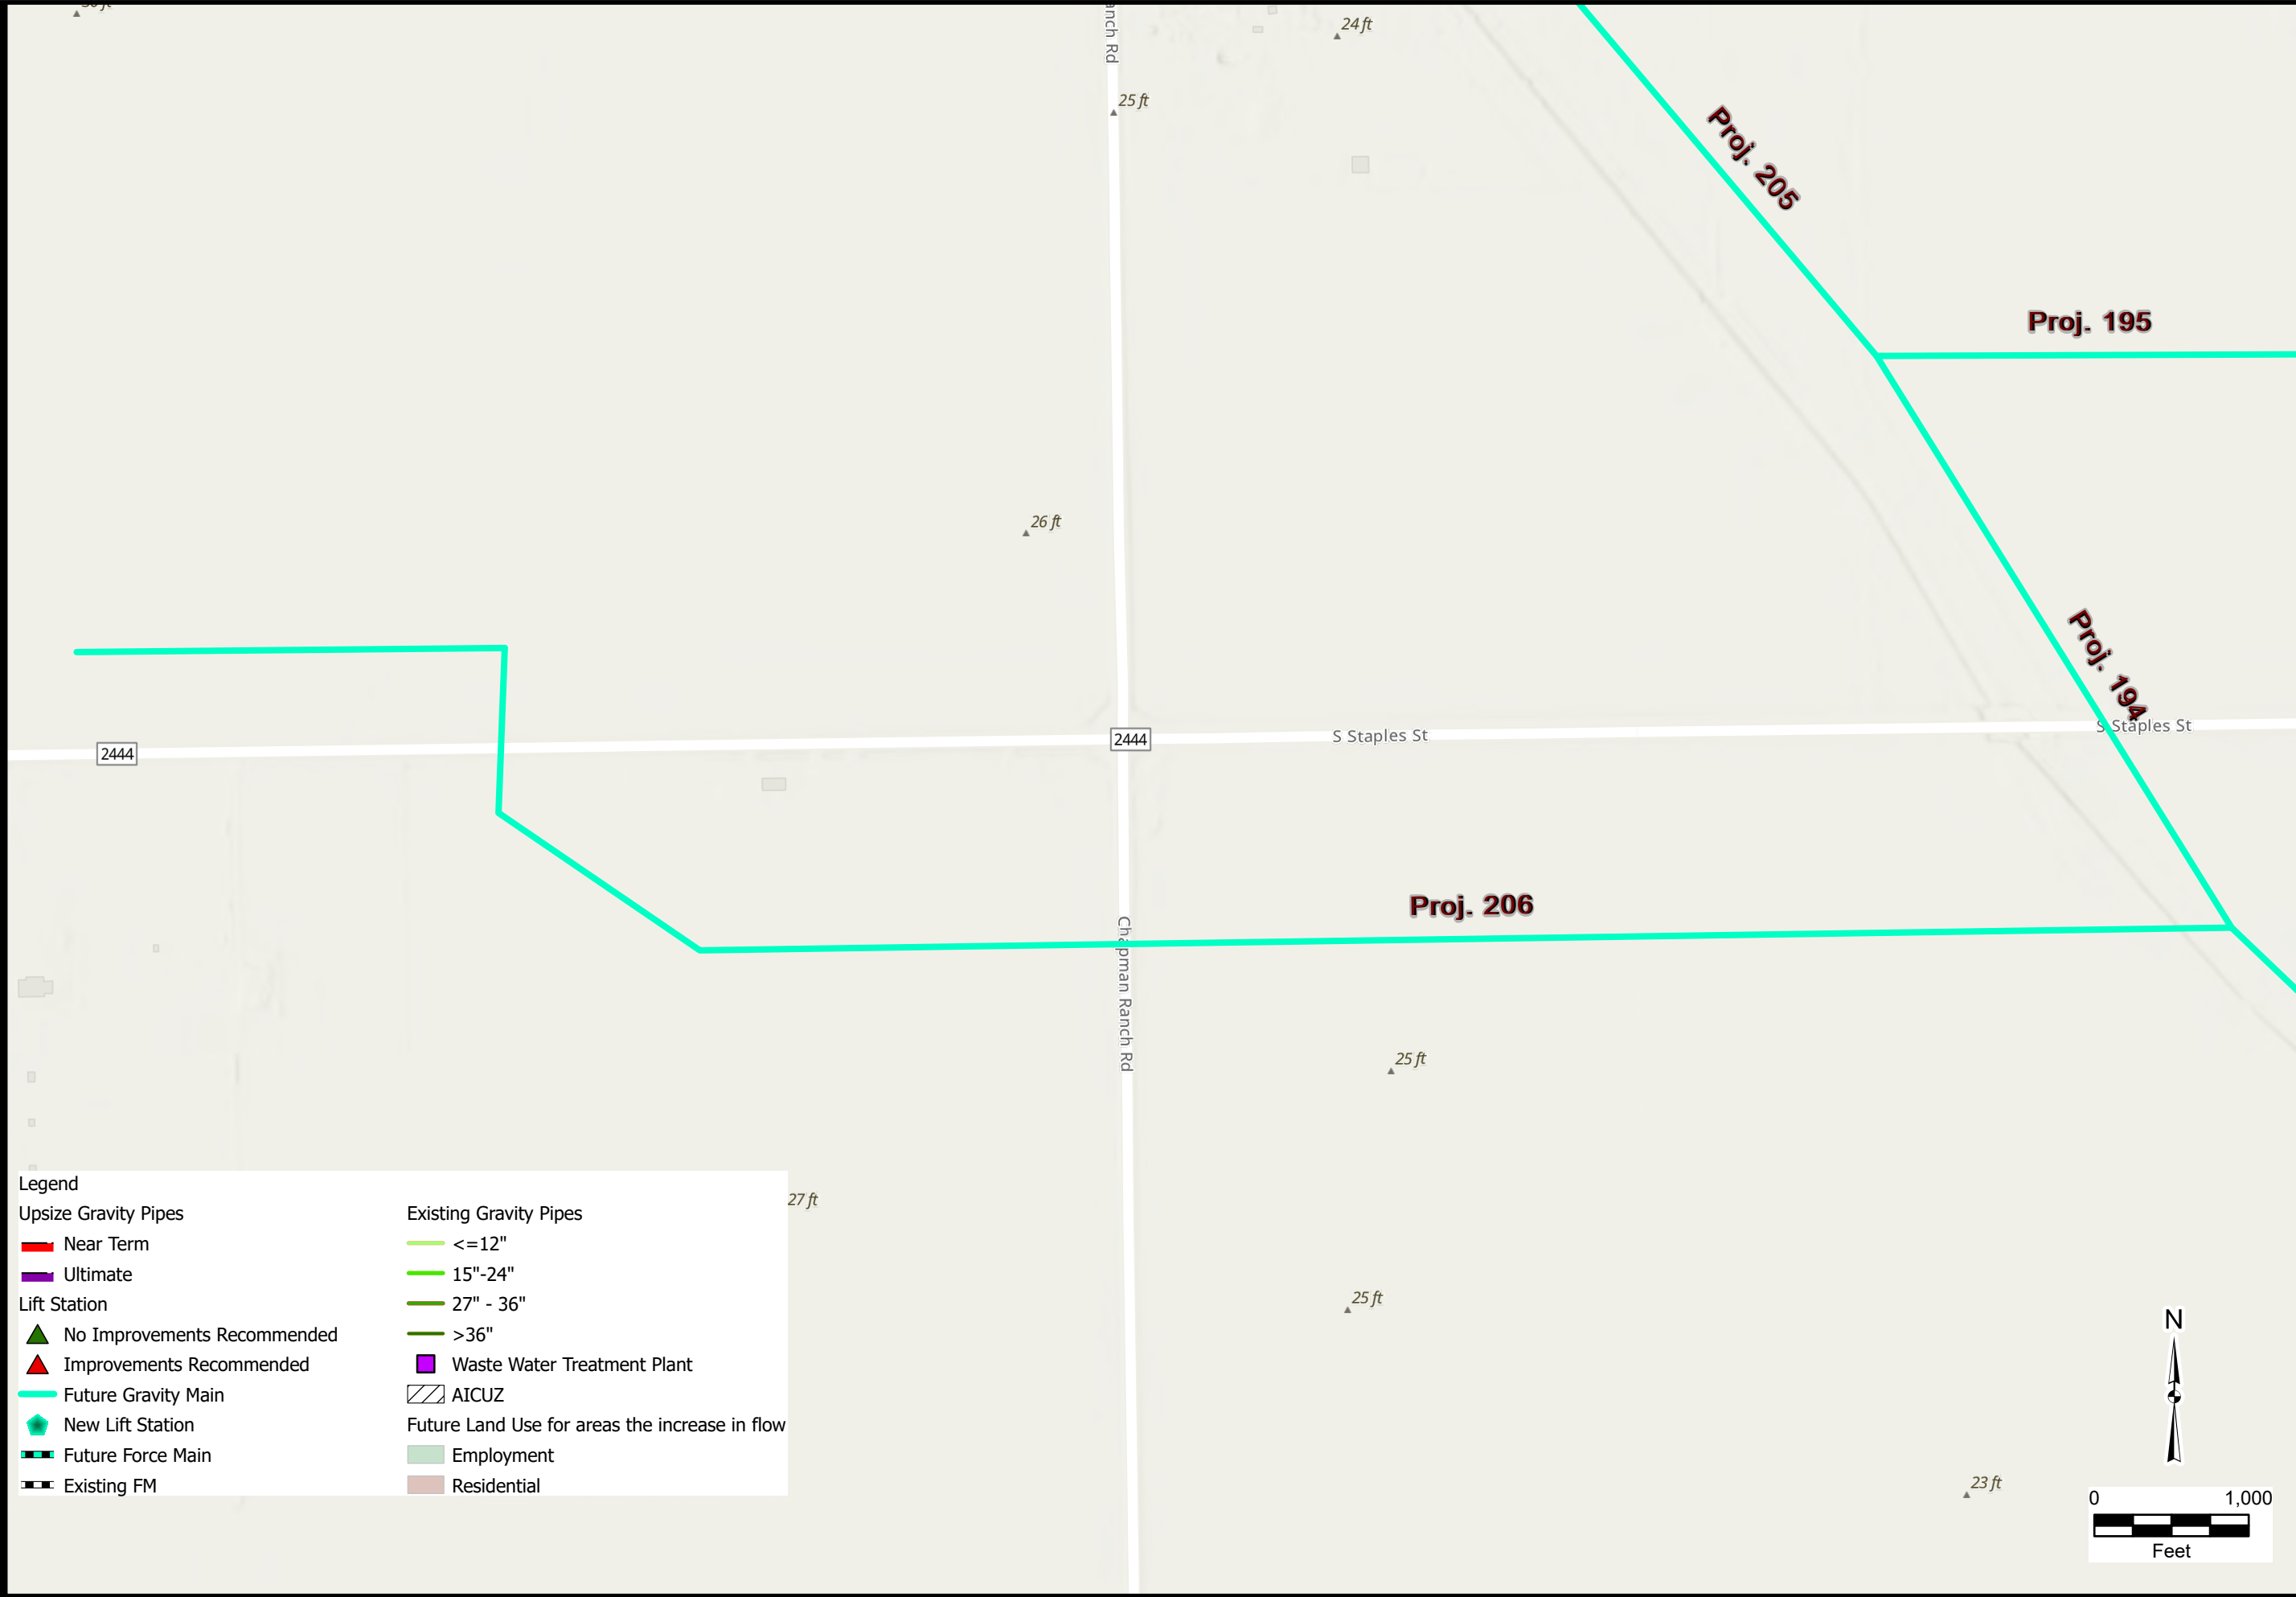 24 ft
anch Rd
25 ft
Proj. 205
Proj. 195
26 ft
Proj. 194
2444
2444
S Staples St
S Staples St
Proj. 206
Chapman Ranch Rd
25 ft
27 ft
25 ft
23 ft
Legend
Upsize Gravity Pipes
Near Term
Ultimate
Lift Station
No Improvements Recommended
Improvements Recommended
Future Gravity Main
New Lift Station
Future Force Main
Existing FM
Existing Gravity Pipes
<=12"
15"-24"
27" - 36"
>36"
Waste Water Treatment Plant
AICUZ
Future Land Use for areas the increase in flow
Employment
Residential
N
0 1,000
Feet